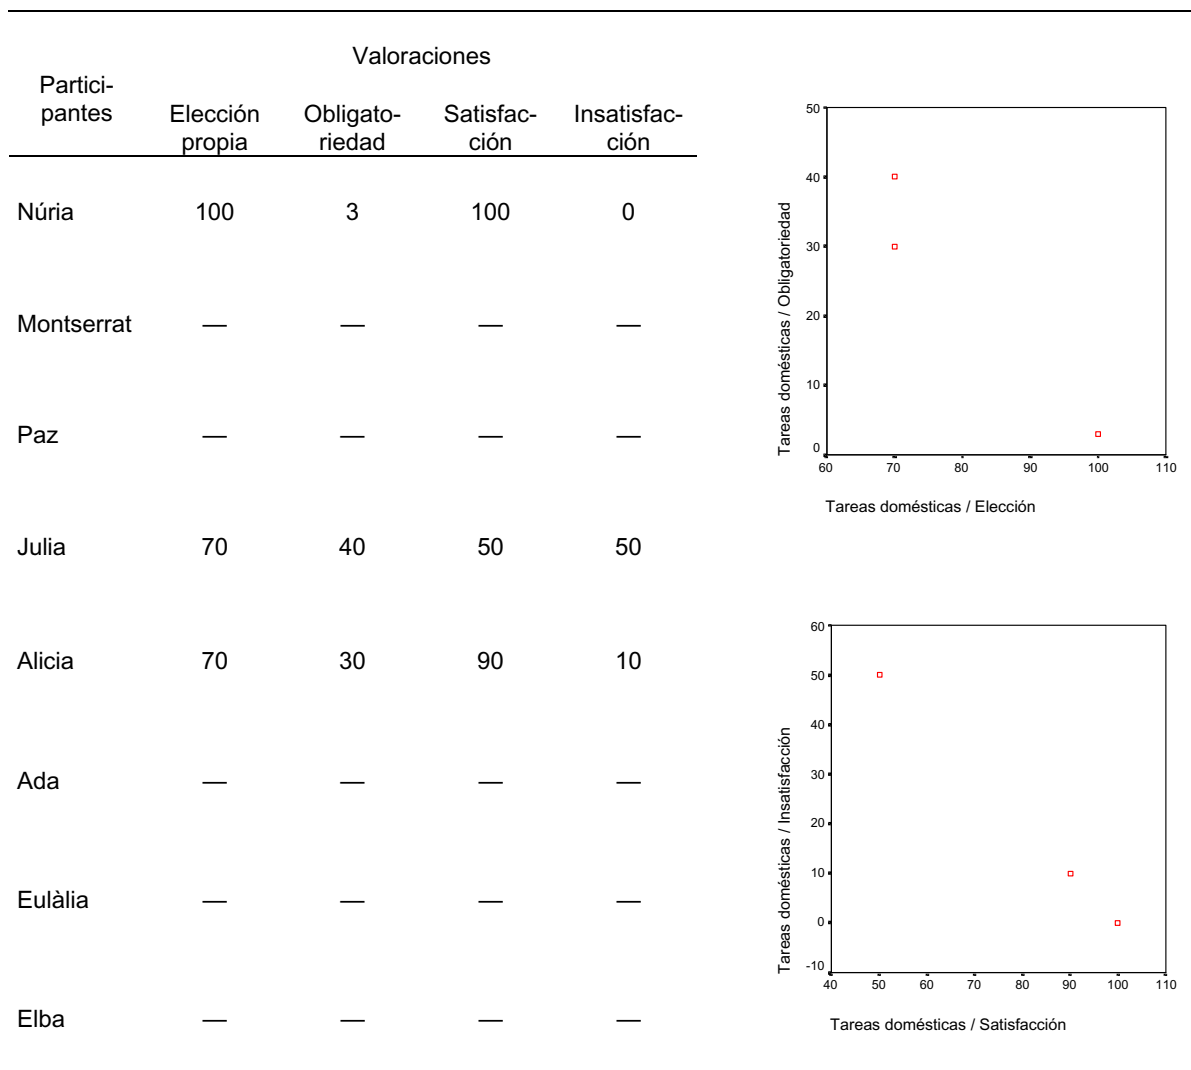 Valoraciones
Partici-
pantes
Elección
propia
Obligato-
riedad
Satisfac-
ción
Insatisfac-
ción
Núria 100 3 100 0
Montserrat — — — —
Paz — — — —
Julia 70 40 50 50
Alicia 70 30 90 10
Ada — — — —
Eulàlia — — — —
Elba — — — —
Tareas domésticas / Obligatoriedad
50
40
30
20
10
0
60 70 80 90 100 110
Tareas domésticas / Elección
Tareas domésticas / Insatisfacción
60
50
40
30
20
10
0
-10
40 50 60 70 80 90 100 110
Tareas domésticas / Satisfacción